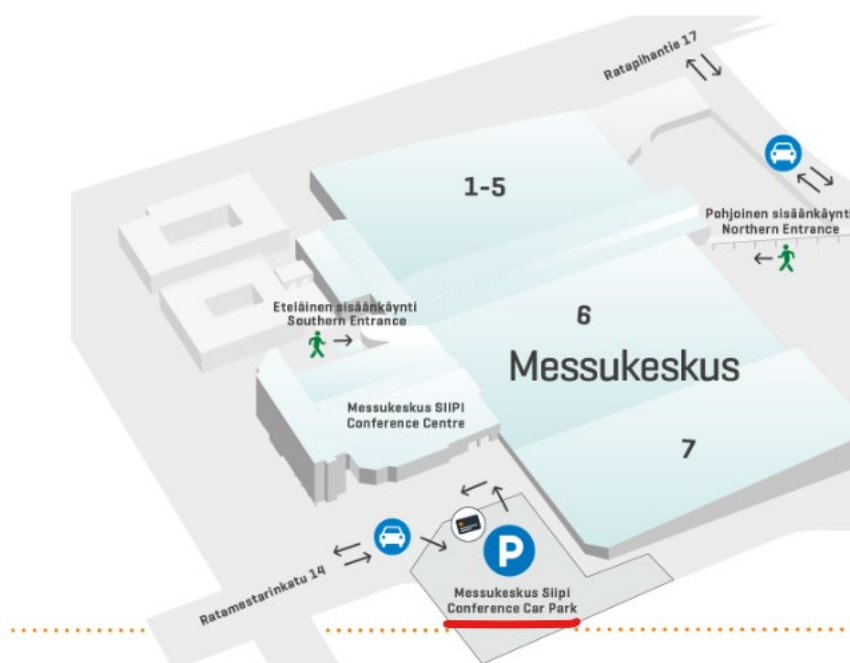 Ratapihantie 17
1-5
Pohjoinen sisäänkäynti
Northern Entrance
Eteläinen sisäänkäynti
Southern Entrance
6
Messukeskus
Messukeskus SIIPI
Conference Centre
7
P
Ratamestarinkatu 14
Messukeskus Siipi
Conference Car Park